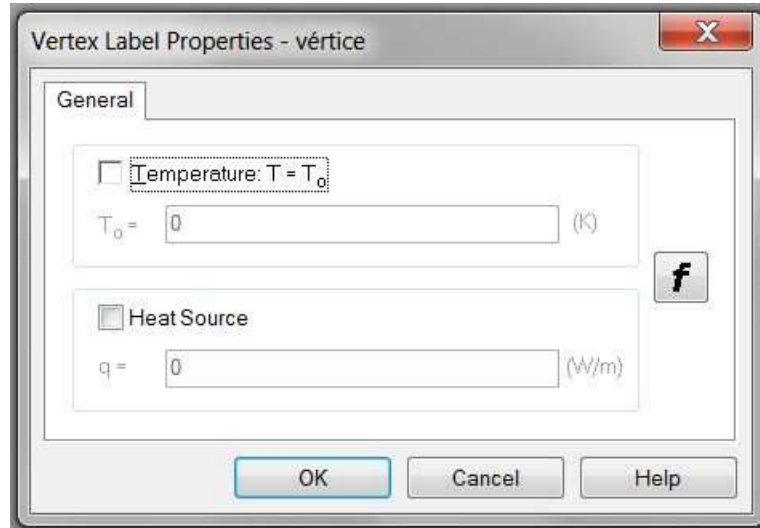 Vertex Label Properties - vértice
General
Temperature: T = To
To = 0 (K)
f
Heat Source
q = 0 (W/m)
OK Cancel Help